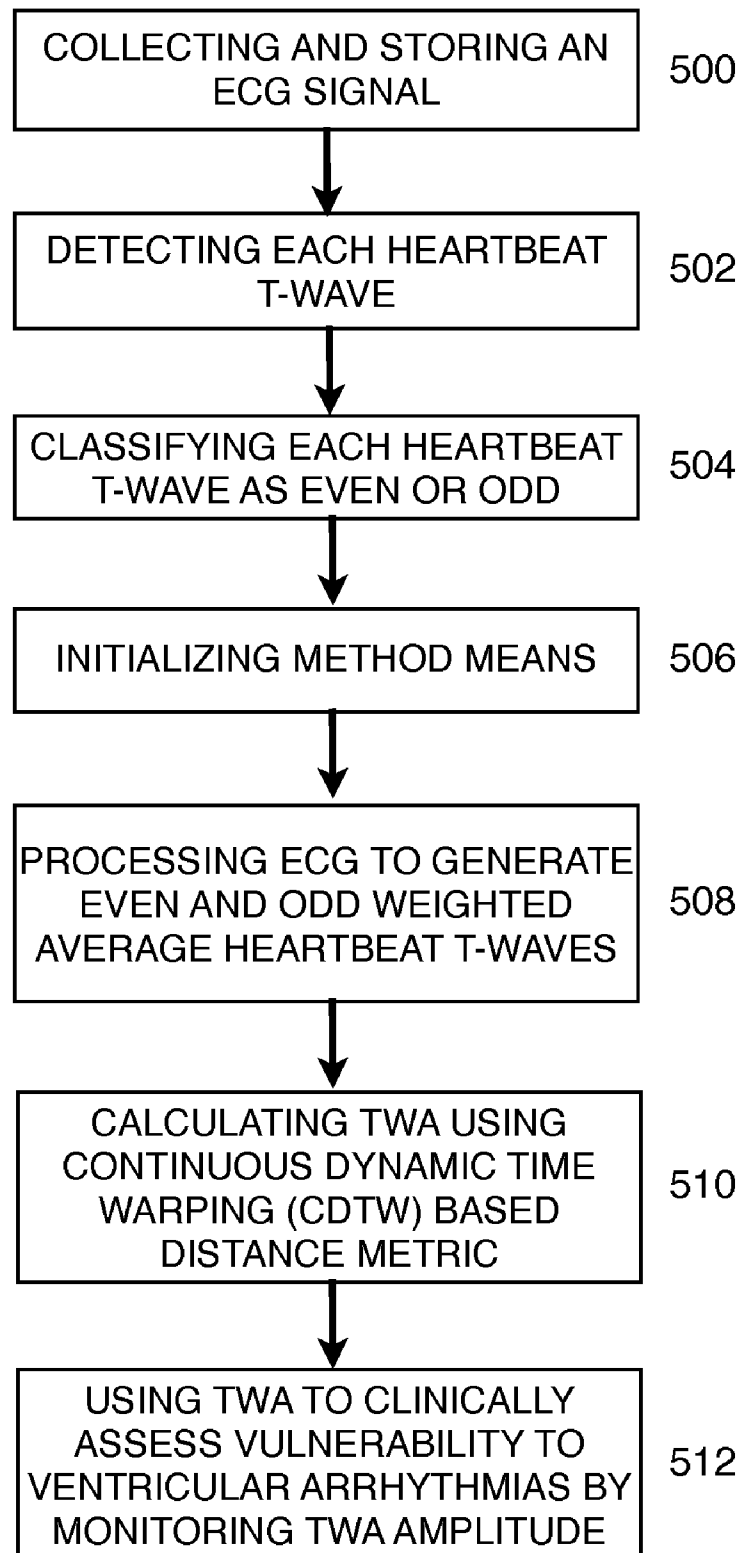 COLLECTING AND STORING AN
ECG SIGNAL
500
DETECTING EACH HEARTBEAT
T-WAVE
502
CLASSIFYING EACH HEARTBEAT
T-WAVE AS EVEN OR ODD
504
INITIALIZING METHOD MEANS
506
PROCESSING ECG TO GENERATE
EVEN AND ODD WEIGHTED
AVERAGE HEARTBEAT T-WAVES
508
CALCULATING TWA USING
CONTINUOUS DYNAMIC TIME
WARPING (CDTW) BASED
DISTANCE METRIC
510
USING TWA TO CLINICALLY
ASSESS VULNERABILITY TO
VENTRICULAR ARRHYTHMIAS BY
MONITORING TWA AMPLITUDE
512